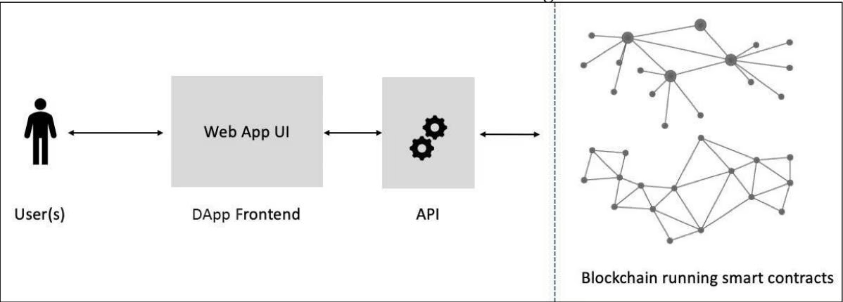 Web App UI
User(s)
DApp Frontend
API
Blockchain running smart contracts